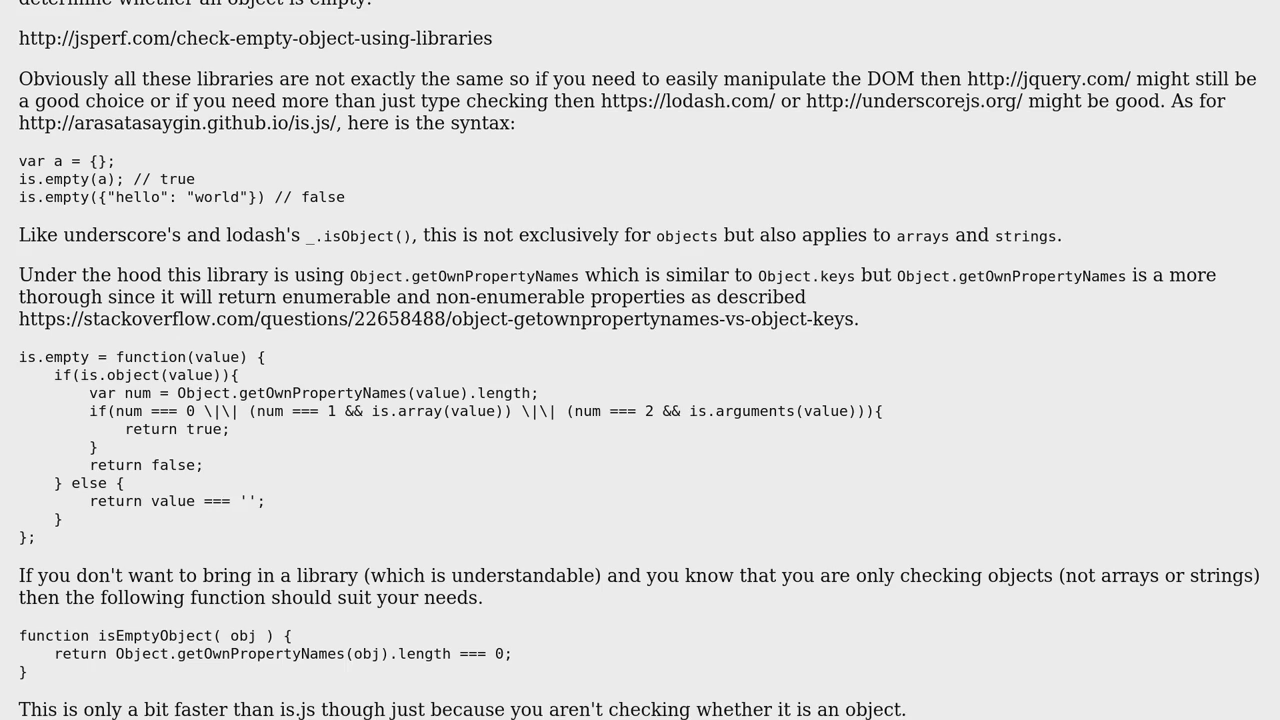 determine whether an object is empty.
http://jsperf.com/check-empty-object-using-libraries
Obviously all these libraries are not exactly the same so if you need to easily manipulate the DOM then http://jquery.com/ might still be
a good choice or if you need more than just type checking then https://lodash.com/ or http://underscorejs.org/ might be good. As for
http://arasatasaygin.github.io/is.js/, here is the syntax:
var a = {};
is.empty(a); // true
is.empty({"hello": "world"}) // false
Like underscore's and lodash's _.isObject(), this is not exclusively for objects but also applies to arrays and strings.
Under the hood this library is using Object.getOwnPropertyNames which is similar to Object.keys but Object.getOwnPropertyNames is a more
thorough since it will return enumerable and non-enumerable properties as described
https://stackoverflow.com/questions/22658488/object-getownpropertynames-vs-object-keys.
is.empty = function(value) {
    if(is.object(value)){
        var num = Object.getOwnPropertyNames(value).length;
        if(num === 0 \|\| (num === 1 && is.array(value)) \|\| (num === 2 && is.arguments(value))){
            return true;
        }
        return false;
    } else {
        return value === '';
    }
};
If you don't want to bring in a library (which is understandable) and you know that you are only checking objects (not arrays or strings)
then the following function should suit your needs.
function isEmptyObject( obj ) {
    return Object.getOwnPropertyNames(obj).length === 0;
}
This is only a bit faster than is.js though just because you aren't checking whether it is an object.